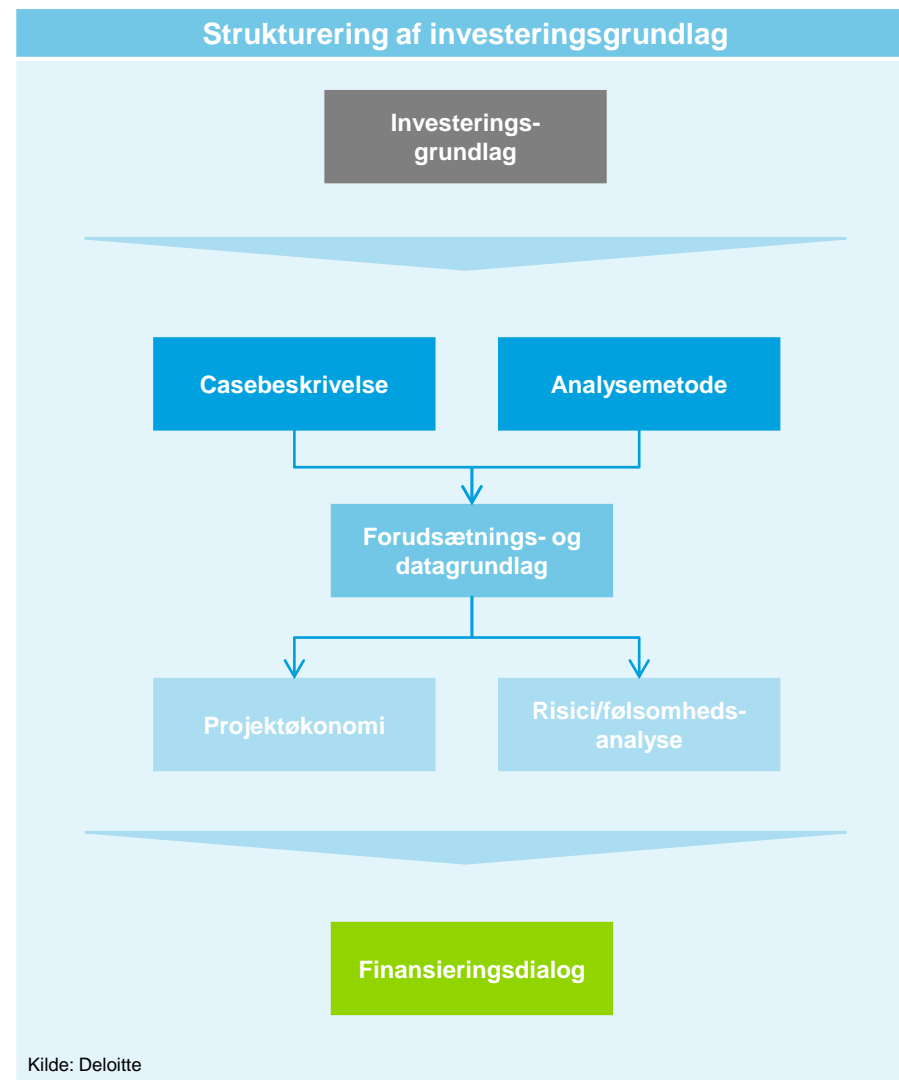 Strukturering af investeringsgrundlag
Investerings-
grundlag
Casebeskrivelse
Analysemetode
Forudsætnings- og
datagrundlag
Projektøkonomi
Risici/følsomheds-
analyse
Finansieringsdialog
Kilde: Deloitte